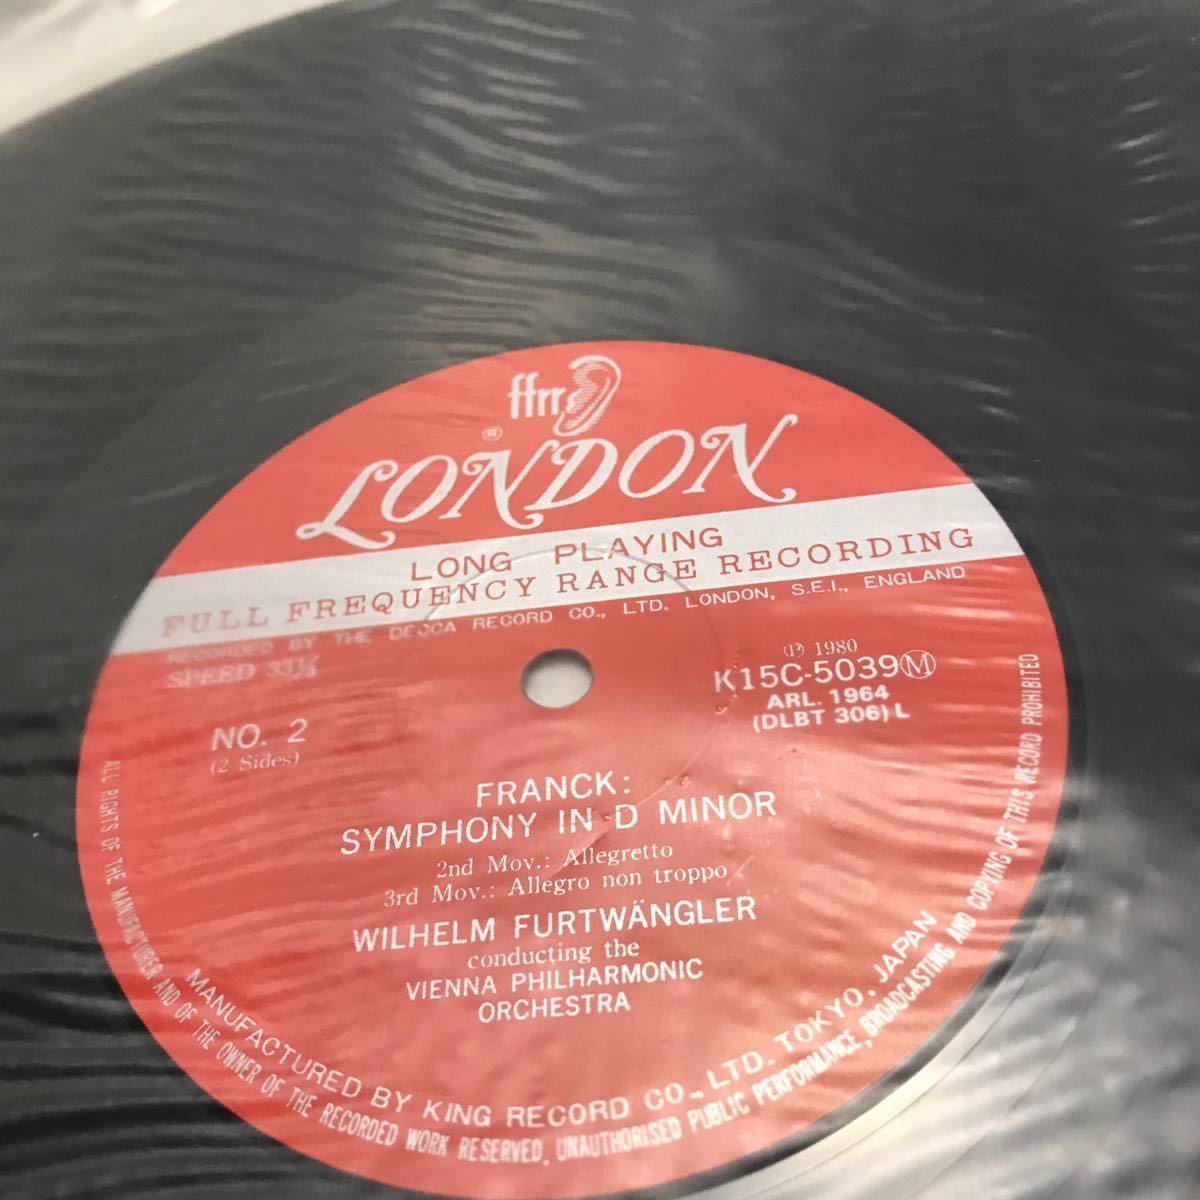 ffrr
®
LONDON
LONG PLAYING
FULL FREQUENCY RANGE RECORDING
RECORDED BY THE DECCA RECORD CO., LTD. LONDON, S.E.I., ENGLAND
SPEED 33⅓
℗ 1980
K15C-5039Ⓜ
ARL. 1964
(DLBT 306) L
NO. 2
(2 Sides)
FRANCK:
SYMPHONY IN D MINOR
2nd Mov.: Allegretto
3rd Mov.: Allegro non troppo
WILHELM FURTWÄNGLER
conducting the
VIENNA PHILHARMONIC
ORCHESTRA
MANUFACTURED BY KING RECORD CO., LTD. TOKYO, JAPAN
ALL RIGHTS OF THE MANUFACTURER AND OF THE OWNER OF THE RECORDED WORK RESERVED, UNAUTHORISED PUBLIC PERFORMANCE, BROADCASTING AND COPYING OF THIS RECORD PROHIBITED